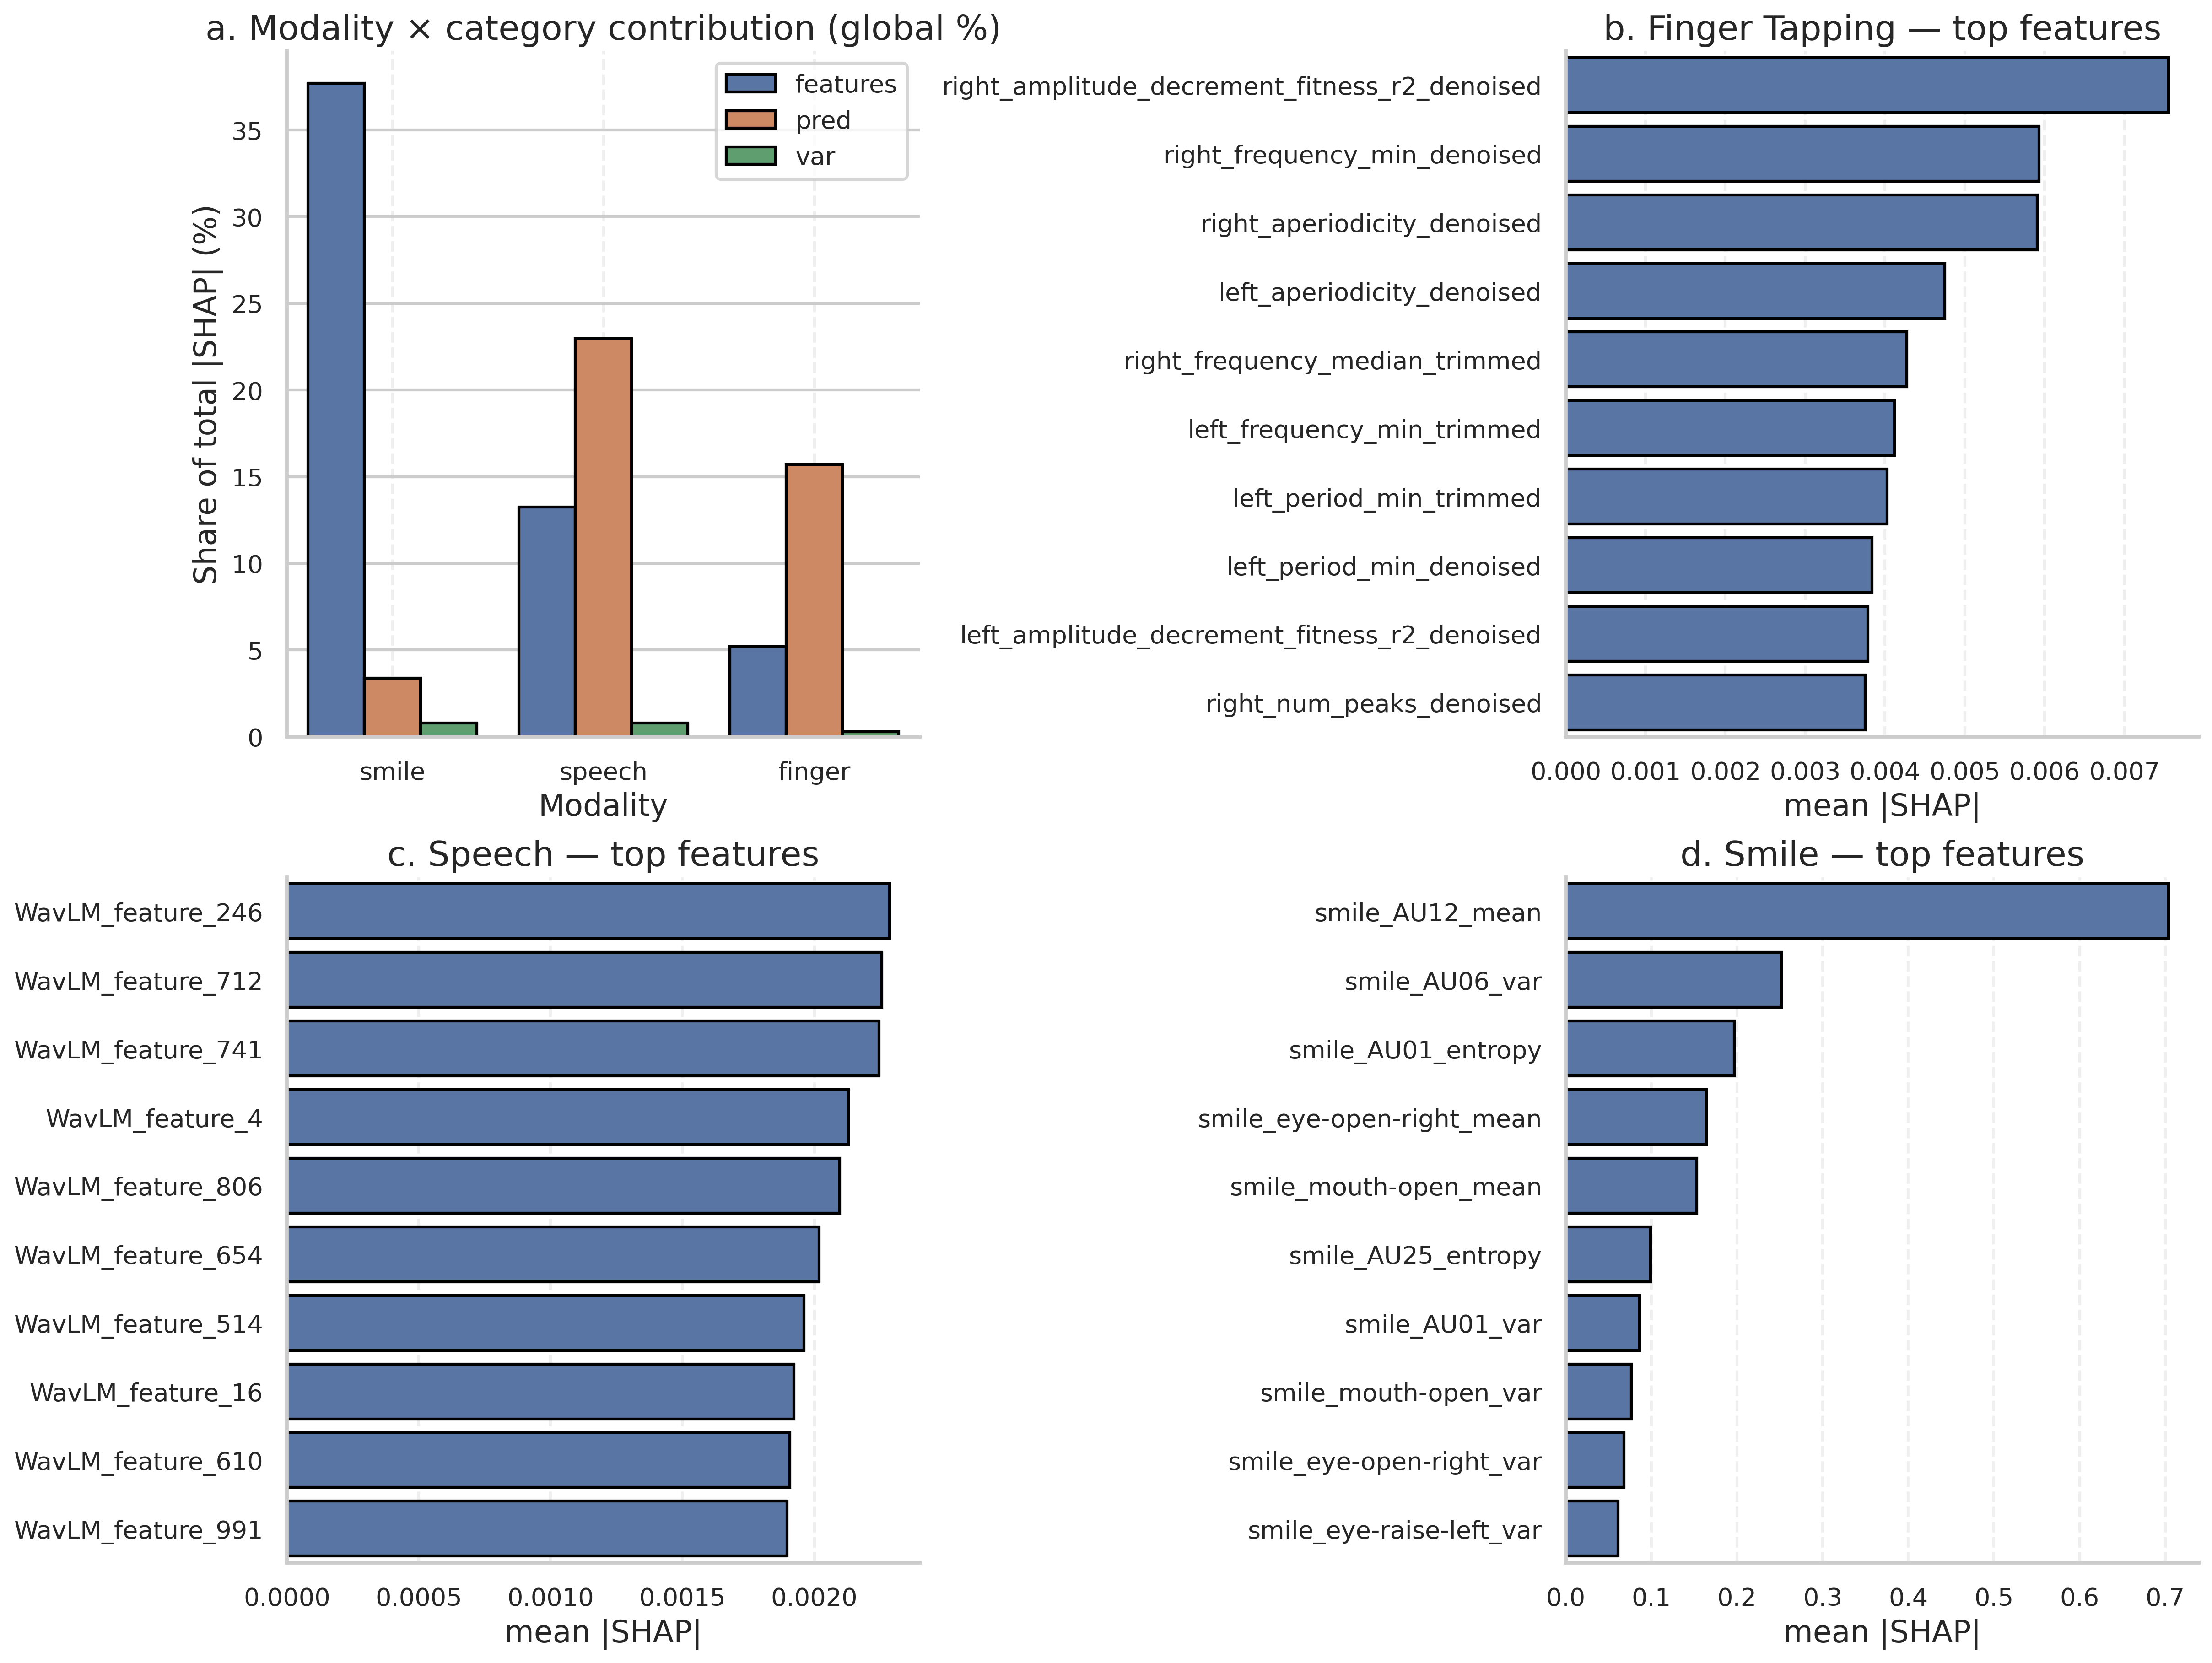 a. Modality × category contribution (global %)
features
pred
var
Share of total |SHAP| (%)
35
30
25
20
15
10
5
0
smile speech finger
Modality
b. Finger Tapping — top features
right_amplitude_decrement_fitness_r2_denoised
right_frequency_min_denoised
right_aperiodicity_denoised
left_aperiodicity_denoised
right_frequency_median_trimmed
left_frequency_min_trimmed
left_period_min_trimmed
left_period_min_denoised
left_amplitude_decrement_fitness_r2_denoised
right_num_peaks_denoised
0.000 0.001 0.002 0.003 0.004 0.005 0.006 0.007
mean |SHAP|
c. Speech — top features
WavLM_feature_246
WavLM_feature_712
WavLM_feature_741
WavLM_feature_4
WavLM_feature_806
WavLM_feature_654
WavLM_feature_514
WavLM_feature_16
WavLM_feature_610
WavLM_feature_991
0.0000 0.0005 0.0010 0.0015 0.0020
mean |SHAP|
d. Smile — top features
smile_AU12_mean
smile_AU06_var
smile_AU01_entropy
smile_eye-open-right_mean
smile_mouth-open_mean
smile_AU25_entropy
smile_AU01_var
smile_mouth-open_var
smile_eye-open-right_var
smile_eye-raise-left_var
0.0 0.1 0.2 0.3 0.4 0.5 0.6 0.7
mean |SHAP|